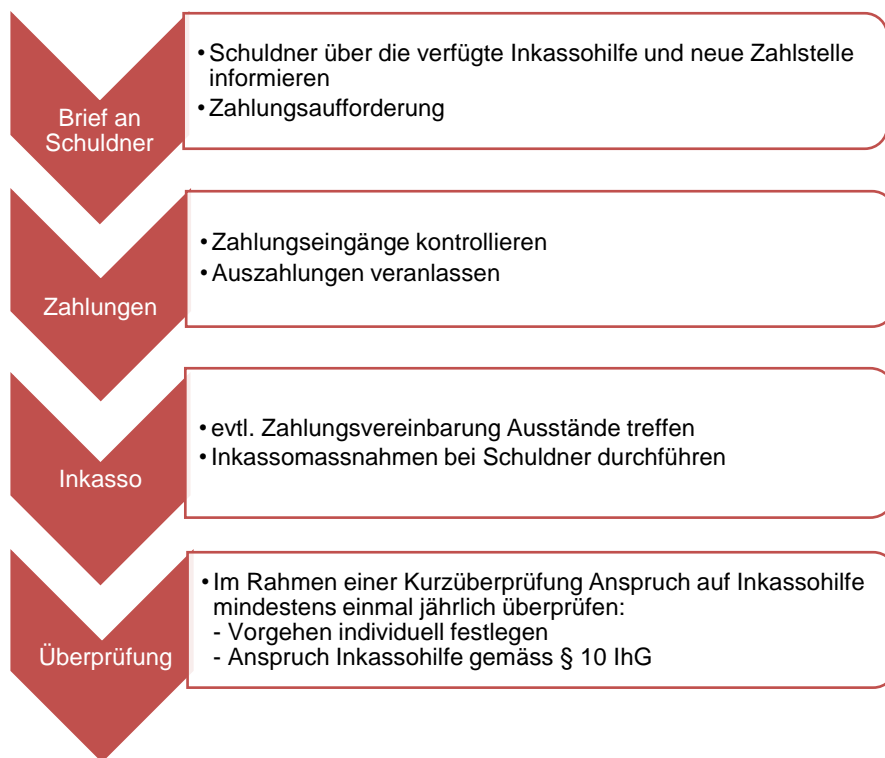 Brief an
Schuldner
• Schuldner über die verfügte Inkassohilfe und neue Zahlstelle
informieren
• Zahlungsaufforderung
Zahlungen
• Zahlungseingänge kontrollieren
• Auszahlungen veranlassen
Inkasso
• evtl. Zahlungsvereinbarung Ausstände treffen
• Inkassomassnahmen bei Schuldner durchführen
Überprüfung
• Im Rahmen einer Kurzüberprüfung Anspruch auf Inkassohilfe
mindestens einmal jährlich überprüfen:
- Vorgehen individuell festlegen
- Anspruch Inkassohilfe gemäss § 10 IhG